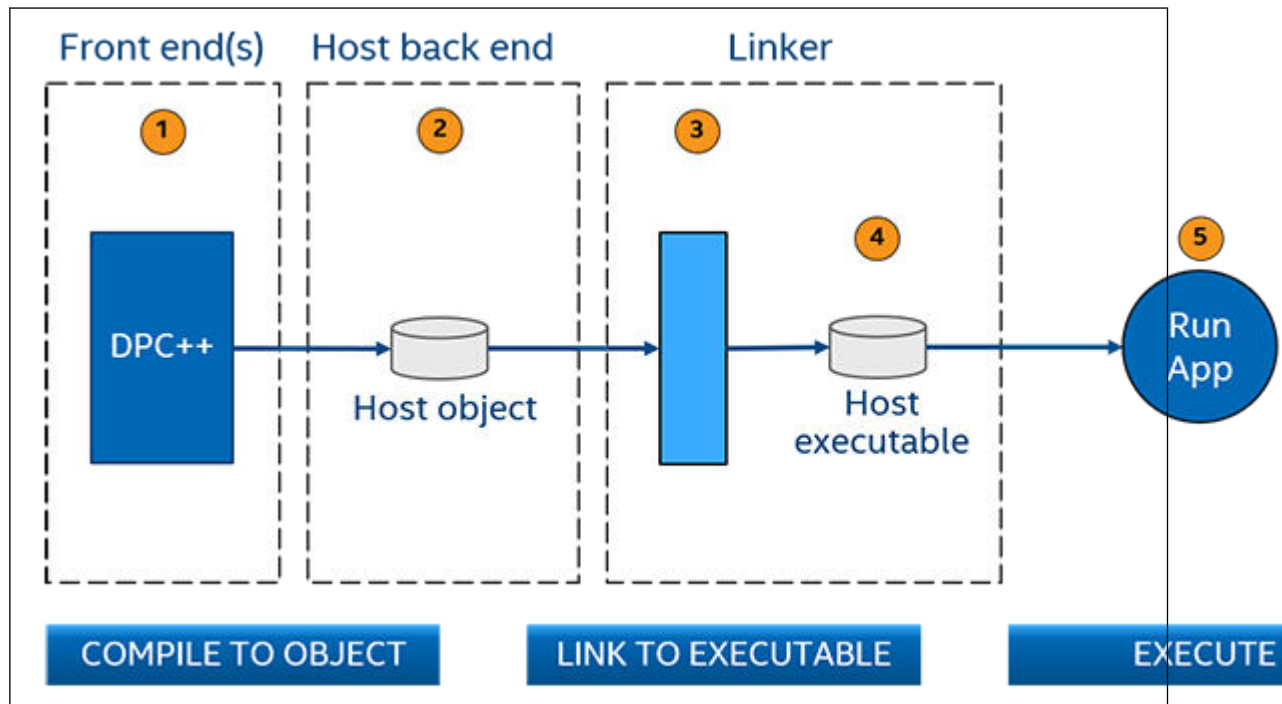 Front end(s)
Host back end
Linker
1
2
3
4
5
DPC++
Host object
Host
executable
Run
App
COMPILE TO OBJECT
LINK TO EXECUTABLE
EXECUTE